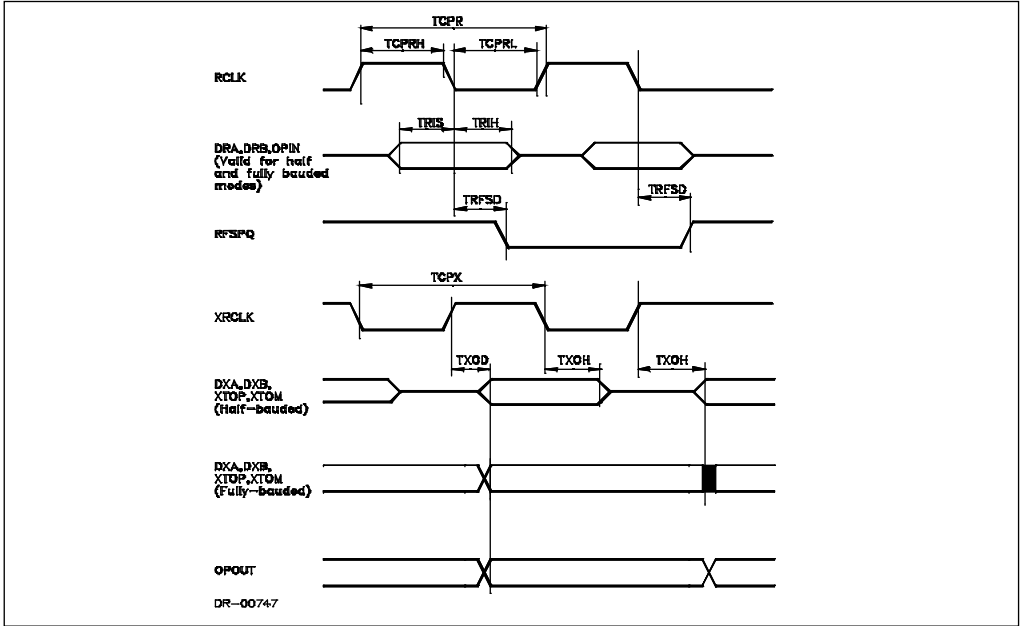 TCPR
TCPRH TCPRL
RCLK
TRIS TRIH
DRA,DRB,OPIN
(Valid for half
and fully bauded
modes)
TRFSD TRFSD
RFSPQ
TCPX
XRCLK
TXOD TXOH TXOH
DXA,DXB,
XTOP,XTOM
(Half-bauded)
DXA,DXB,
XTOP,XTOM
(Fully-bauded)
OPOUT
DR-00747